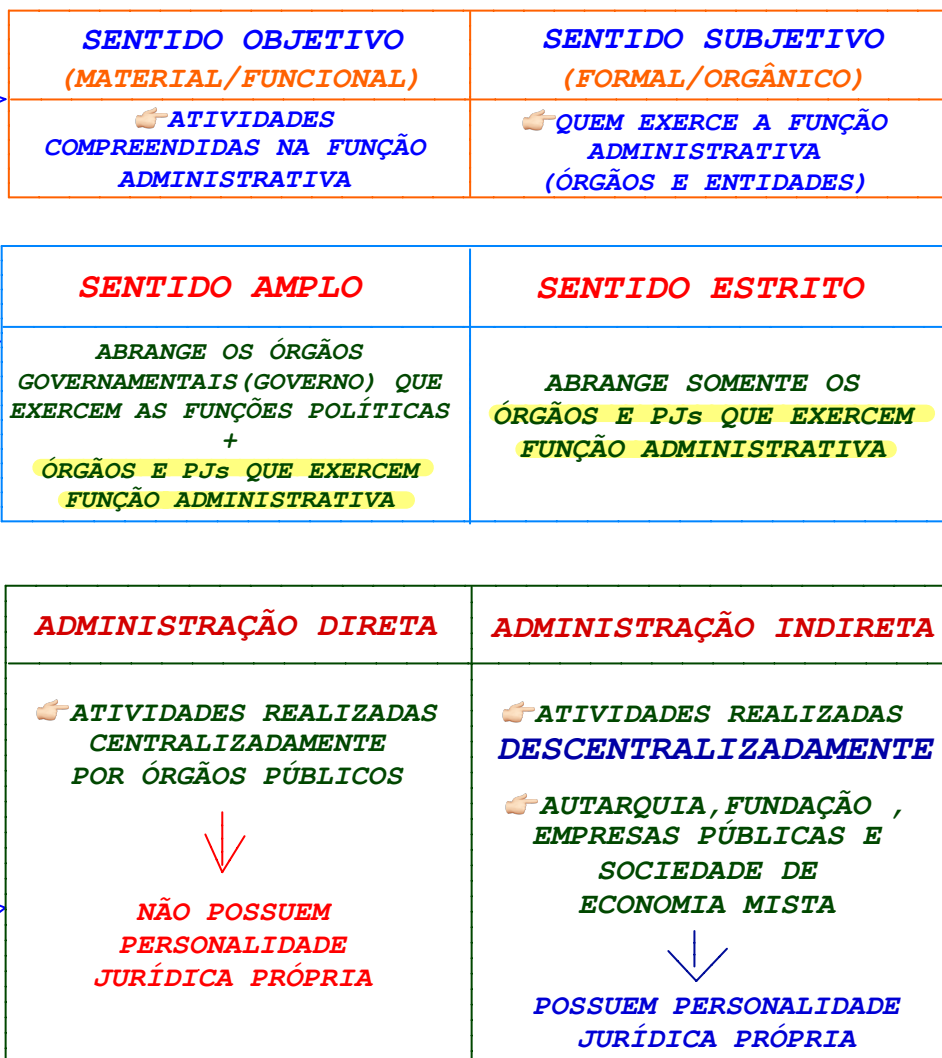 SENTIDO OBJETIVO
(MATERIAL/FUNCIONAL)
ATIVIDADES
COMPREENDIDAS NA FUNÇÃO
ADMINISTRATIVA
SENTIDO SUBJETIVO
(FORMAL/ORGÂNICO)
QUEM EXERCE A FUNÇÃO
ADMINISTRATIVA
(ÓRGÃOS E ENTIDADES)
SENTIDO AMPLO
ABRANGE OS ÓRGÃOS
GOVERNAMENTAIS(GOVERNO) QUE
EXERCEM AS FUNÇÕES POLÍTICAS
+
ÓRGÃOS E PJs QUE EXERCEM
FUNÇÃO ADMINISTRATIVA
SENTIDO ESTRITO
ABRANGE SOMENTE OS
ÓRGÃOS E PJs QUE EXERCEM
FUNÇÃO ADMINISTRATIVA
ADMINISTRAÇÃO DIRETA
ATIVIDADES REALIZADAS
CENTRALIZADAMENTE
POR ÓRGÃOS PÚBLICOS
NÃO POSSUEM
PERSONALIDADE
JURÍDICA PRÓPRIA
ADMINISTRAÇÃO INDIRETA
ATIVIDADES REALIZADAS
DESCENTRALIZADAMENTE
AUTARQUIA,FUNDAÇÃO ,
EMPRESAS PÚBLICAS E
SOCIEDADE DE
ECONOMIA MISTA
POSSUEM PERSONALIDADE
JURÍDICA PRÓPRIA